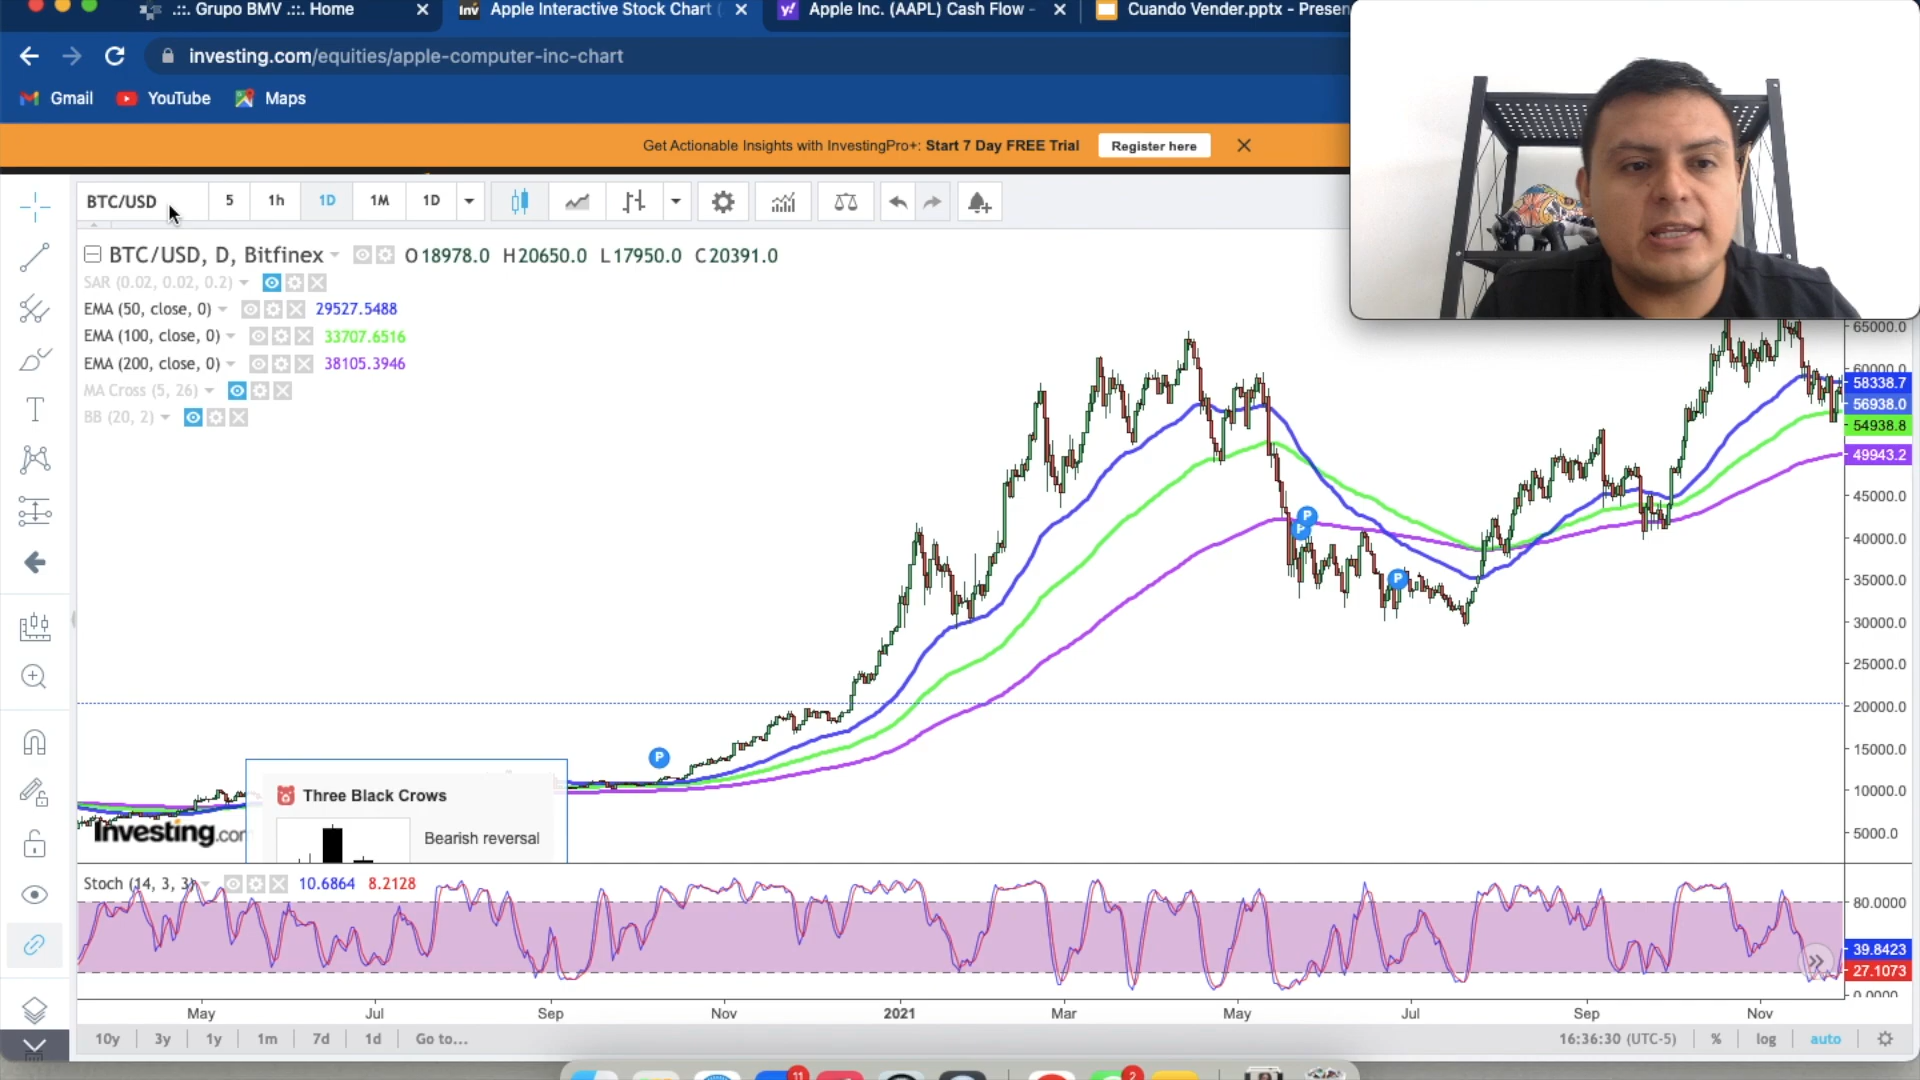 .::. Grupo BMV .::. Home
Apple Interactive Stock Chart (
Apple Inc. (AAPL) Cash Flow -
Cuando Vender.pptx - Presen
investing.com/equities/apple-computer-inc-chart
Gmail
YouTube
Maps
Get Actionable Insights with InvestingPro+: Start 7 Day FREE Trial
Register here
BTC/USD
5
1h
1D
1M
1D
BTC/USD, D, Bitfinex
O18978.0 H20650.0 L17950.0 C20391.0
SAR (0.02, 0.02, 0.2)
EMA (50, close, 0) 29527.5488
EMA (100, close, 0) 33707.6516
EMA (200, close, 0) 38105.3946
MA Cross (5, 26)
BB (20, 2)
65000.0
60000.0
58338.7
56938.0
54938.8
49943.2
45000.0
40000.0
35000.0
30000.0
25000.0
20000.0
15000.0
10000.0
5000.0
P
P
P
P
Three Black Crows
Bearish reversal
Investing.com
Stoch (14, 3, 3) 10.6864 8.2128
80.0000
39.8423
27.1073
0.0000
May
Jul
Sep
Nov
2021
Mar
May
Jul
Sep
Nov
10y
3y
1y
1m
7d
1d
Go to...
16:36:30 (UTC-5)
%
log
auto
11
2